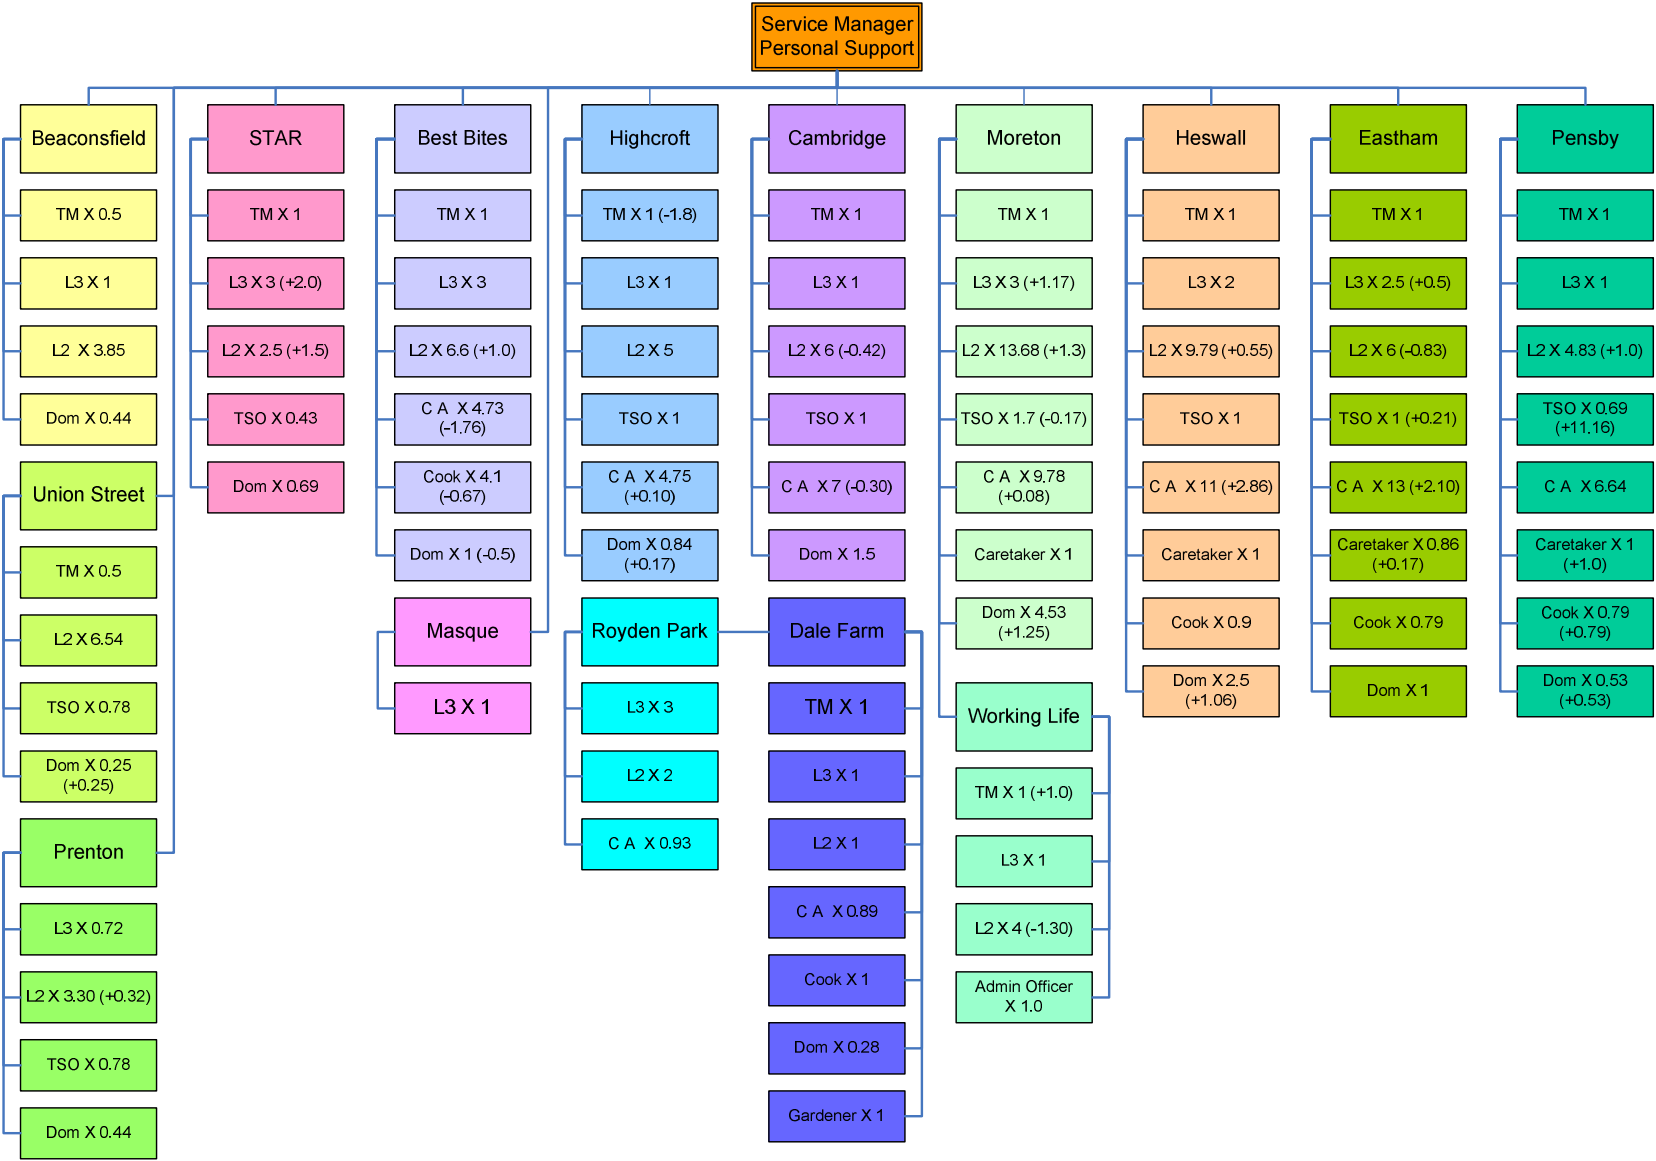 Service Manager
Personal Support
Beaconsfield
TM X 0.5
L3 X 1
L2 X 3.85
Dom X 0.44
Union Street
TM X 0.5
L2 X 6.54
TSO X 0.78
Dom X 0.25
(+0.25)
Prenton
L3 X 0.72
L2 X 3.30 (+0.32)
TSO X 0.78
Dom X 0.44
STAR
TM X 1
L3 X 3 (+2.0)
L2 X 2.5 (+1.5)
TSO X 0.43
Dom X 0.69
Best Bites
TM X 1
L3 X 3
L2 X 6.6 (+1.0)
C A X 4.73
(-1.76)
Cook X 4.1
(-0.67)
Dom X 1 (-0.5)
Masque
L3 X 1
Highcroft
TM X 1 (-1.8)
L3 X 1
L2 X 5
TSO X 1
C A X 4.75
(+0.10)
Dom X 0.84
(+0.17)
Royden Park
L3 X 3
L2 X 2
C A X 0.93
Cambridge
TM X 1
L3 X 1
L2 X 6 (-0.42)
TSO X 1
C A X 7 (-0.30)
Dom X 1.5
Dale Farm
TM X 1
L3 X 1
L2 X 1
C A X 0.89
Cook X 1
Dom X 0.28
Gardener X 1
Moreton
TM X 1
L3 X 3 (+1.17)
L2 X 13.68 (+1.3)
TSO X 1.7 (-0.17)
C A X 9.78
(+0.08)
Caretaker X 1
Dom X 4.53
(+1.25)
Working Life
TM X 1 (+1.0)
L3 X 1
L2 X 4 (-1.30)
Admin Officer
X 1.0
Heswall
TM X 1
L3 X 2
L2 X 9.79 (+0.55)
TSO X 1
C A X 11 (+2.86)
Caretaker X 1
Cook X 0.9
Dom X 2.5
(+1.06)
Eastham
TM X 1
L3 X 2.5 (+0.5)
L2 X 6 (-0.83)
TSO X 1 (+0.21)
C A X 13 (+2.10)
Caretaker X 0.86
(+0.17)
Cook X 0.79
Dom X 1
Pensby
TM X 1
L3 X 1
L2 X 4.83 (+1.0)
TSO X 0.69
(+11.16)
C A X 6.64
Caretaker X 1
(+1.0)
Cook X 0.79
(+0.79)
Dom X 0.53
(+0.53)